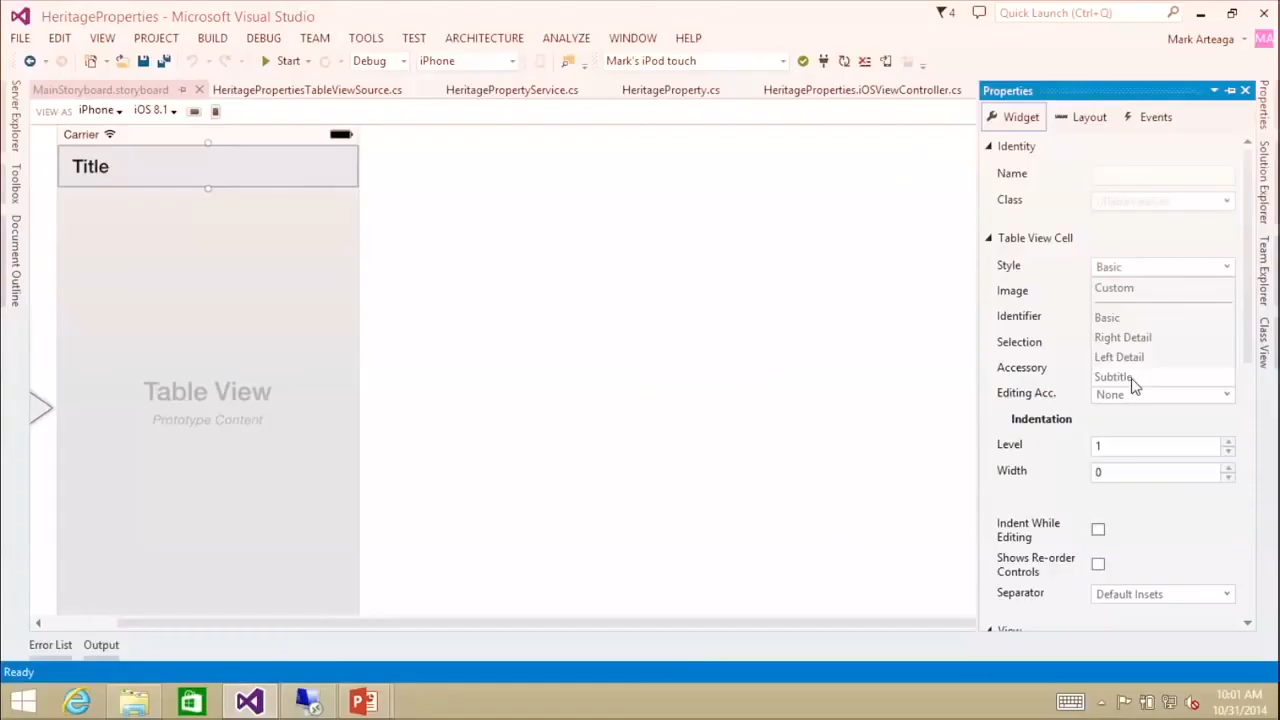 HeritageProperties - Microsoft Visual Studio
4
Quick Launch (Ctrl+Q)
FILE EDIT VIEW PROJECT BUILD DEBUG TEAM TOOLS TEST ARCHITECTURE ANALYZE WINDOW HELP
Mark Arteaga MA
Start Debug iPhone Mark's iPod touch
MainStoryboard.storyboard HeritagePropertiesTableViewSource.cs HeritagePropertyService.cs HeritageProperty.cs HeritageProperties.iOSViewController.cs
VIEW AS iPhone iOS 8.1
Server Explorer
Toolbox
Document Outline
Carrier
Title
Table View
Prototype Content
Properties
Widget Layout Events
Identity
Name
Class UITableViewCell
Table View Cell
Style Basic
Image Custom
Identifier Basic
Selection Right Detail
Accessory Left Detail
Subtitle
Editing Acc. None
Indentation
Level 1
Width 0
Indent While
Editing
Shows Re-order
Controls
Separator Default Insets
View
Properties
Solution Explorer
Team Explorer
Class View
Error List Output
Ready
10:01 AM
10/31/2014